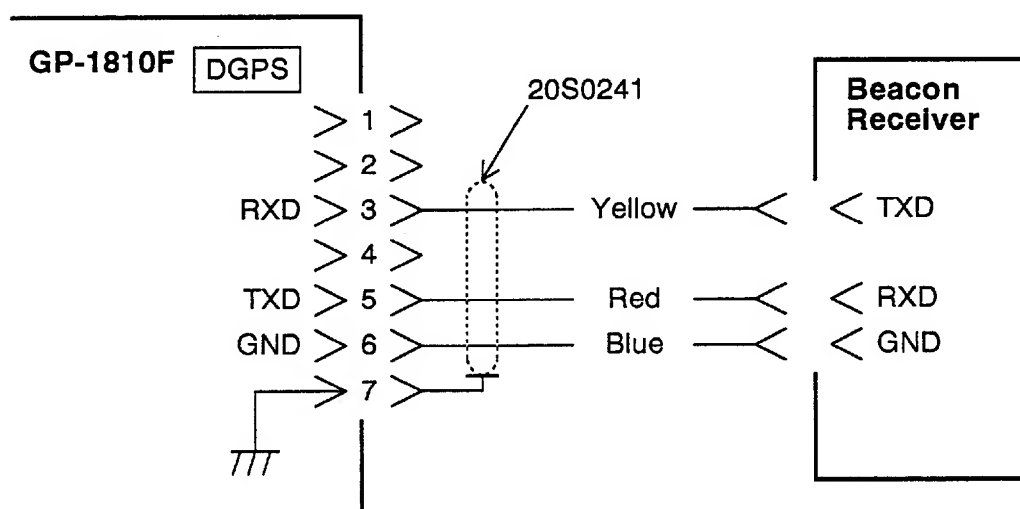 GP-1810F DGPS
20S0241
Beacon
Receiver
1
2
RXD 3 Yellow TXD
4
TXD 5 Red RXD
GND 6 Blue GND
7